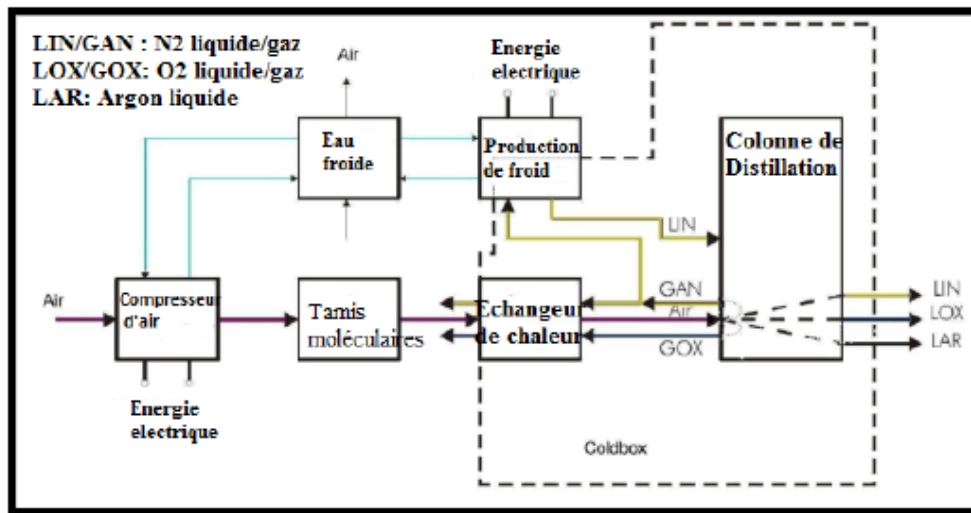 LIN/GAN : N2 liquide/gaz
LOX/GOX: O2 liquide/gaz
LAR: Argon liquide
Air
Energie
electrique
Eau
froide
Production
de froid
Colonne de
Distillation
LIN
Air
Compresseur
d'air
Tamis
moléculaires
Echangeur
de chaleur
GAN
Air
GOX
LIN
LOX
LAR
Energie
electrique
Coldbox